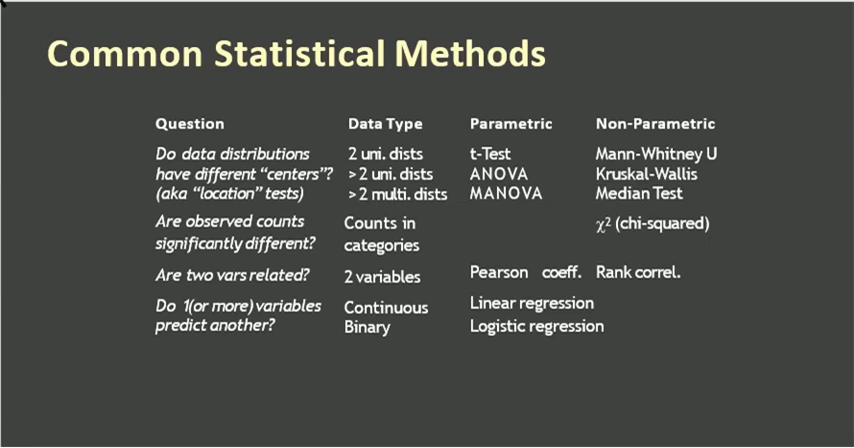 Common Statistical Methods
Question Data Type Parametric Non-Parametric
Do data distributions 2 uni. dists t-Test Mann-Whitney U
have different “centers”? > 2 uni. dists ANOVA Kruskal-Wallis
(aka “location” tests) > 2 multi. dists MANOVA Median Test
Are observed counts Counts in χ² (chi-squared)
significantly different? categories
Are two vars related? 2 variables Pearson coeff. Rank correl.
Do 1(or more) variables Continuous Linear regression
predict another? Binary Logistic regression